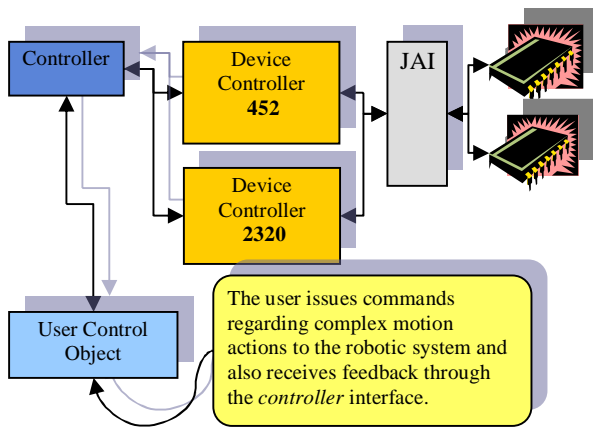 Controller
Device
Controller
452
JAI
Device
Controller
2320
User Control
Object
The user issues commands
regarding complex motion
actions to the robotic system and
also receives feedback through
the controller interface.